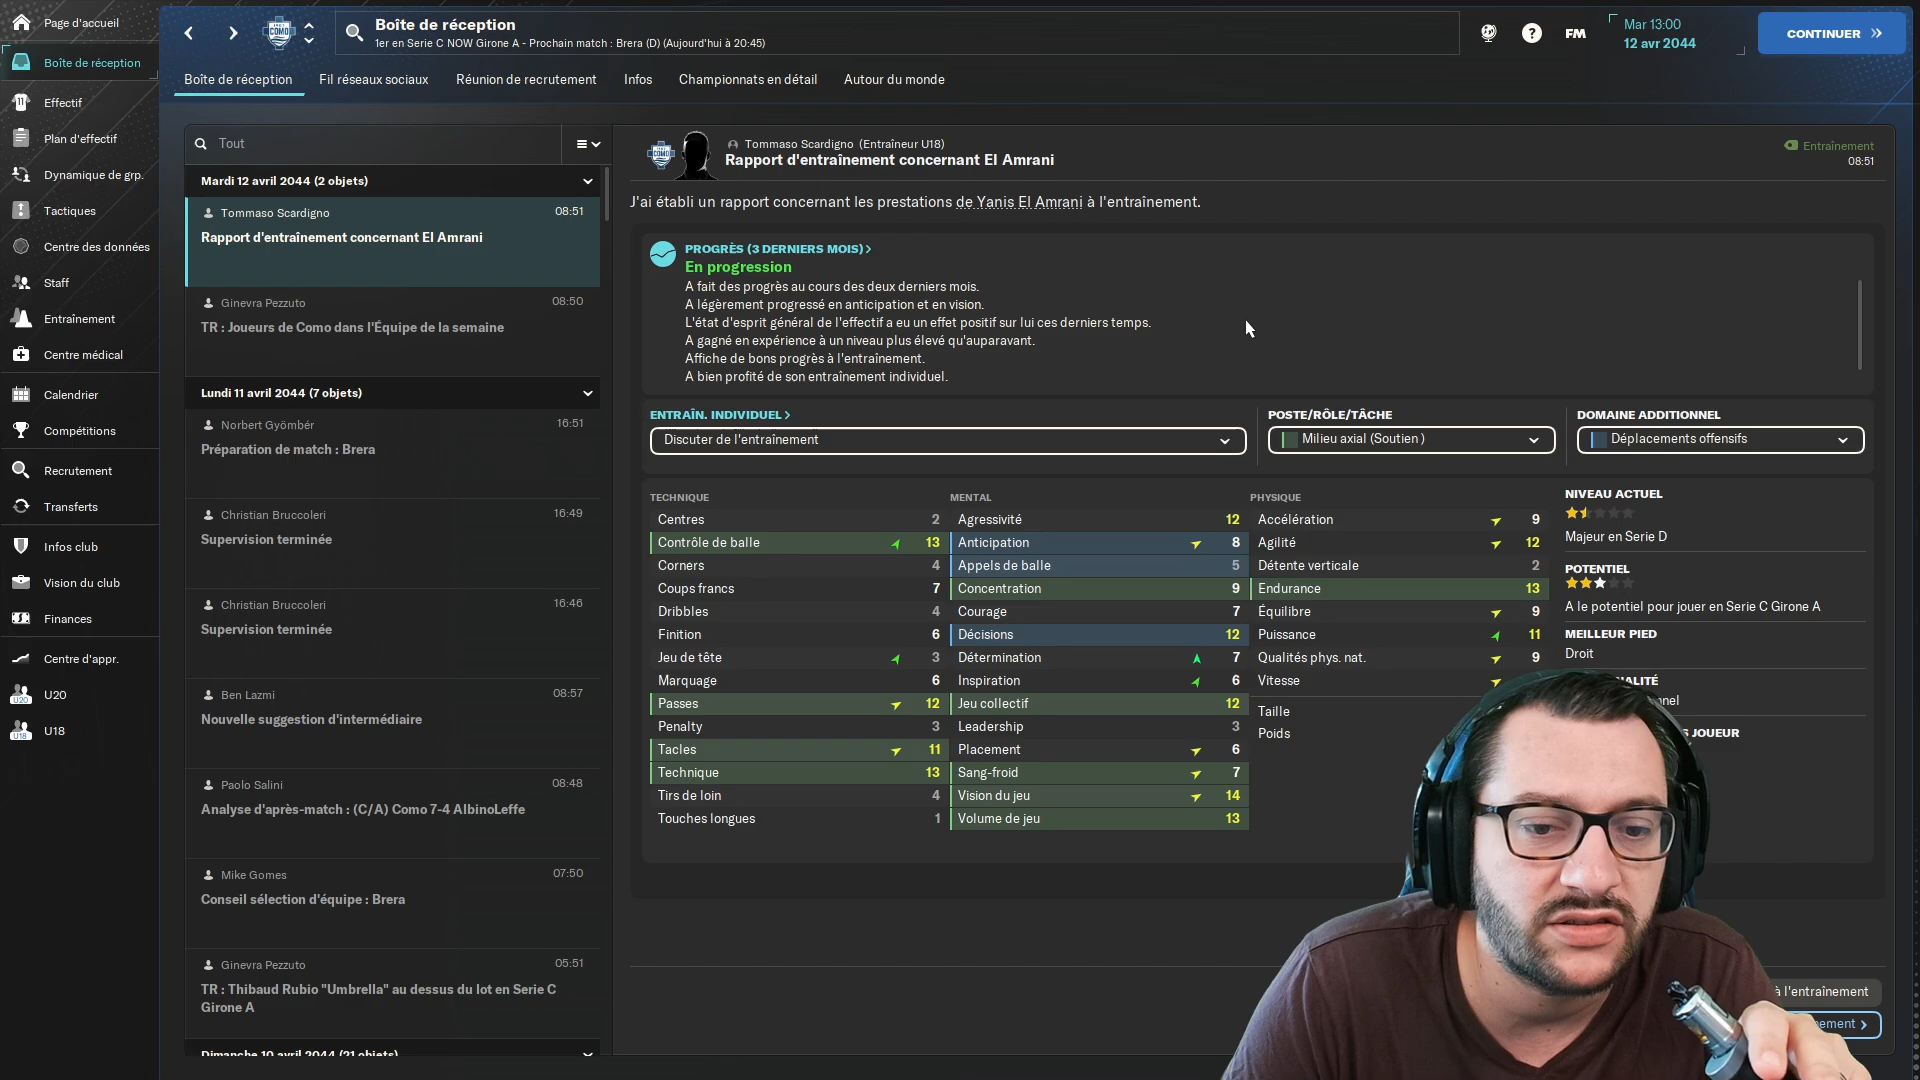 Page d'accueil
Boîte de réception
Effectif
Plan d'effectif
Dynamique de grp.
Tactiques
Centre des données
Staff
Entraînement
Centre médical
Calendrier
Compétitions
Recrutement
Transferts
Infos club
Vision du club
Finances
Centre d'appr.
U20
U18
COMO
Boîte de réception
1er en Serie C NOW Girone A - Prochain match : Brera (D) (Aujourd'hui à 20:45)
FM
Mar 13:00
12 avr 2044
CONTINUER
Boîte de réception
Fil réseaux sociaux
Réunion de recrutement
Infos
Championnats en détail
Autour du monde
Tout
Mardi 12 avril 2044 (2 objets)
Tommaso Scardigno 08:51
Rapport d'entraînement concernant El Amrani
Ginevra Pezzuto 08:50
TR : Joueurs de Como dans l'Équipe de la semaine
Lundi 11 avril 2044 (7 objets)
Norbert Gyömbér 16:51
Préparation de match : Brera
Christian Bruccoleri 16:49
Supervision terminée
Christian Bruccoleri 16:46
Supervision terminée
Ben Lazmi 08:57
Nouvelle suggestion d'intermédiaire
Paolo Salini 08:48
Analyse d'après-match : (C/A) Como 7-4 AlbinoLeffe
Mike Gomes 07:50
Conseil sélection d'équipe : Brera
Ginevra Pezzuto 05:51
TR : Thibaud Rubio "Umbrella" au dessus du lot en Serie C
Girone A
Dimanche 10 avril 2044 (21 objets)
Tommaso Scardigno (Entraîneur U18)
Rapport d'entraînement concernant El Amrani
Entraînement
08:51
J'ai établi un rapport concernant les prestations de Yanis El Amrani à l'entraînement.
PROGRÈS (3 DERNIERS MOIS)
En progression
A fait des progrès au cours des deux derniers mois.
A légèrement progressé en anticipation et en vision.
L'état d'esprit général de l'effectif a eu un effet positif sur lui ces derniers temps.
A gagné en expérience à un niveau plus élevé qu'auparavant.
Affiche de bons progrès à l'entraînement.
A bien profité de son entraînement individuel.
ENTRAÎN. INDIVIDUEL
Discuter de l'entraînement
POSTE/RÔLE/TÂCHE
Milieu axial (Soutien )
DOMAINE ADDITIONNEL
Déplacements offensifs
TECHNIQUE
Centres 2
Contrôle de balle 13
Corners 4
Coups francs 7
Dribbles 4
Finition 6
Jeu de tête 3
Marquage 6
Passes 12
Penalty 3
Tacles 11
Technique 13
Tirs de loin 4
Touches longues 1
MENTAL
Agressivité 12
Anticipation 8
Appels de balle 5
Concentration 9
Courage 7
Décisions 12
Détermination 7
Inspiration 6
Jeu collectif 12
Leadership 3
Placement 6
Sang-froid 7
Vision du jeu 14
Volume de jeu 13
PHYSIQUE
Accélération 9
Agilité 12
Détente verticale 2
Endurance 13
Équilibre 9
Puissance 11
Qualités phys. nat. 9
Vitesse
Taille
Poids
NIVEAU ACTUEL
Majeur en Serie D
POTENTIEL
A le potentiel pour jouer en Serie C Girone A
MEILLEUR PIED
Droit
JOUEUR
à l'entraînement